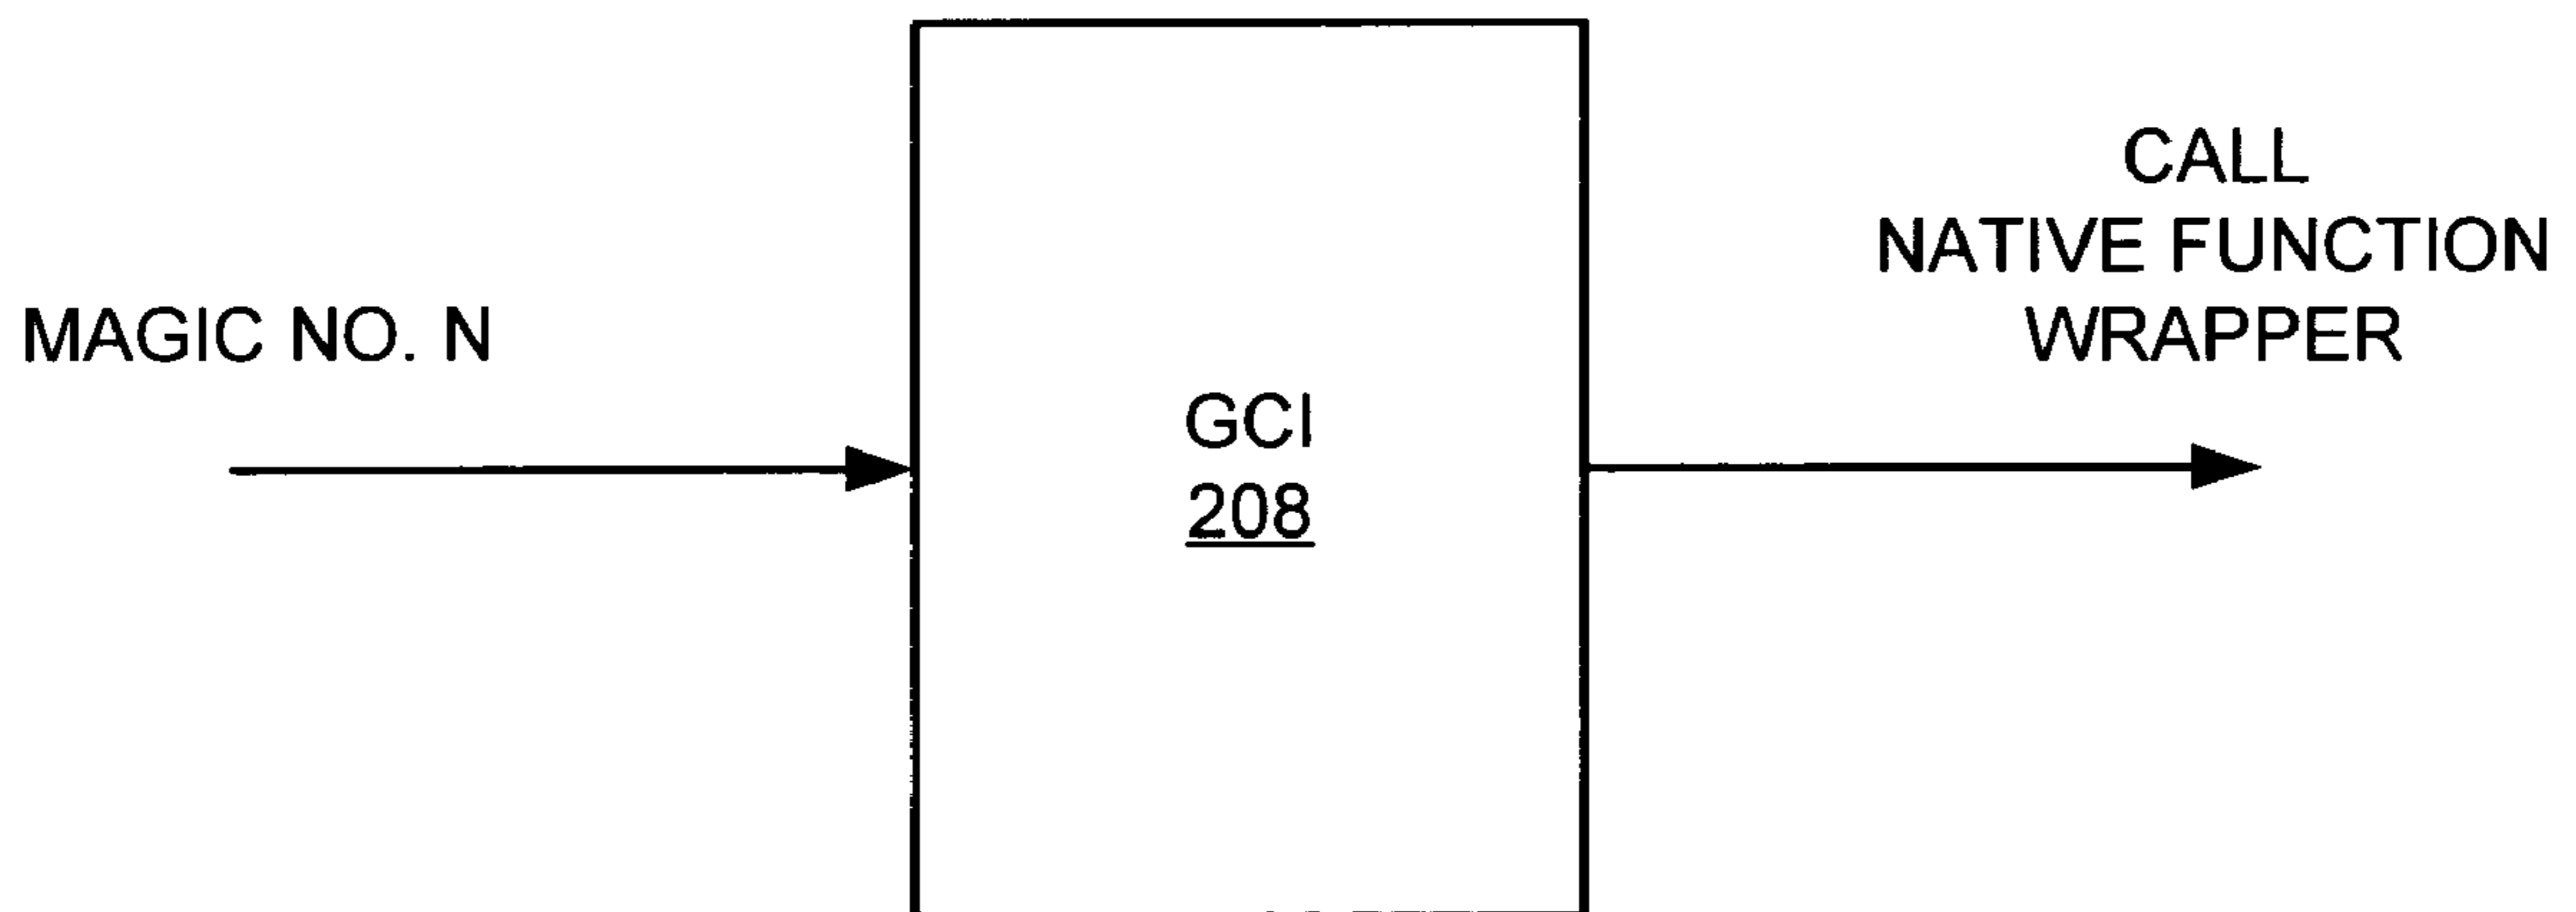 MAGIC NO. N
GCI
208
CALL
NATIVE FUNCTION
WRAPPER